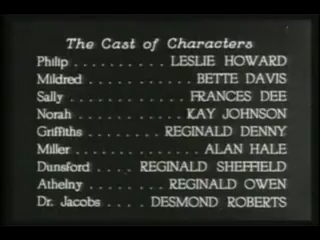 The Cast of Characters
Philip . . . . . . . . . . LESLIE HOWARD
Mildred . . . . . . . . . . BETTE DAVIS
Sally . . . . . . . . . . FRANCES DEE
Norah . . . . . . . . . . KAY JOHNSON
Griffiths . . . . . . . REGINALD DENNY
Miller . . . . . . . . . . . ALAN HALE
Dunsford . . . . REGINALD SHEFFIELD
Athelny . . . . . . . REGINALD OWEN
Dr. Jacobs . . . . DESMOND ROBERTS